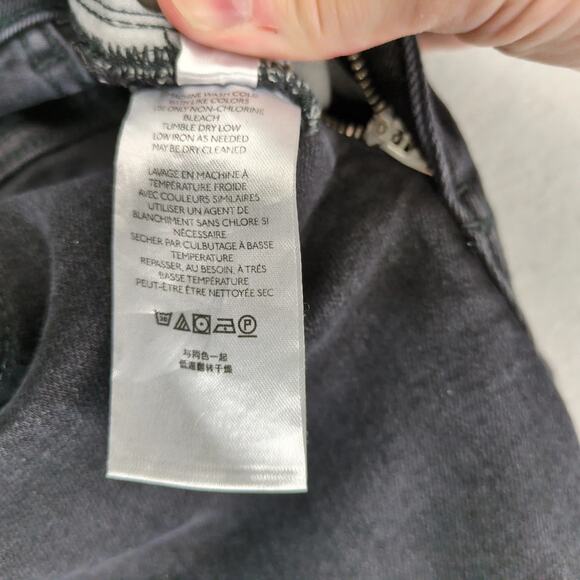 MACHINE WASH COLD
WITH LIKE COLORS
USE ONLY NON-CHLORINE
BLEACH
TUMBLE DRY LOW
LOW IRON AS NEEDED
MAY BE DRY CLEANED
LAVAGE EN MACHINE À
TEMPÉRATURE FROIDE
AVEC COULEURS SIMILAIRES
UTILISER UN AGENT DE
BLANCHIMENT SANS CHLORE SI
NÉCESSAIRE
SECHER PAR CULBUTAGE À BASSE
TEMPERATURE
REPASSER, AU BESOIN, À TRÈS
BASSE TEMPÉRATURE
PEUT-ÊTRE ÊTRE NETTOYÉE SEC
30 P
与同色一起
低温翻转干燥